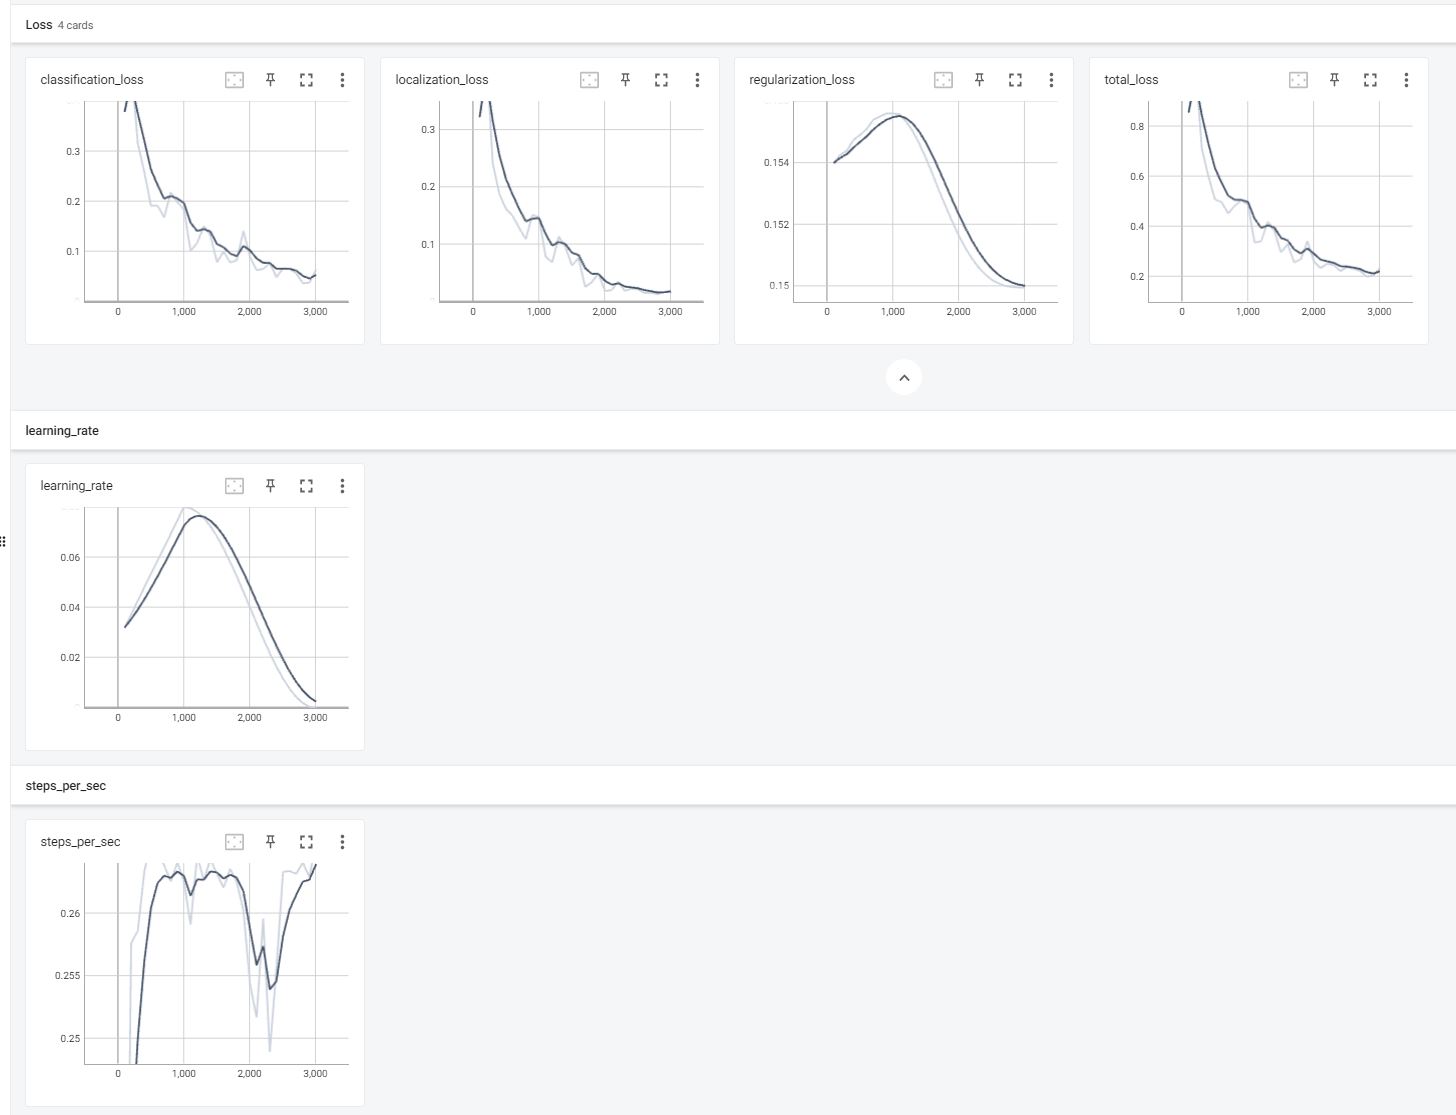 Loss 4 cards
classification_loss
0.3
0.2
0.1
0 1,000 2,000 3,000
localization_loss
0.3
0.2
0.1
0 1,000 2,000 3,000
regularization_loss
0.154
0.152
0.15
0 1,000 2,000 3,000
total_loss
0.8
0.6
0.4
0.2
0 1,000 2,000 3,000
learning_rate
learning_rate
0.06
0.04
0.02
0 1,000 2,000 3,000
steps_per_sec
steps_per_sec
0.26
0.255
0.25
0 1,000 2,000 3,000